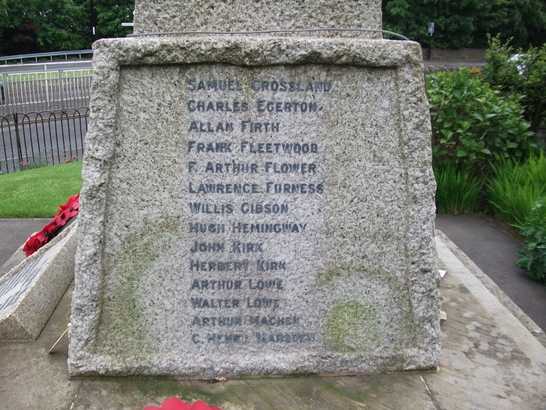 SAMUEL CROSSLAND
CHARLES EGERTON.
ALLAN FIRTH
FRANK FLEETWOOD
F. ARTHUR FLOWER
LAWRENCE FURNESS
WILLIS GIBSON
HUGH HEMINGWAY
JOHN KIRK
HERBERT KIRK
ARTHUR LOWE
WALTER LOWE
ARTHUR MACHEN
C. HENRY